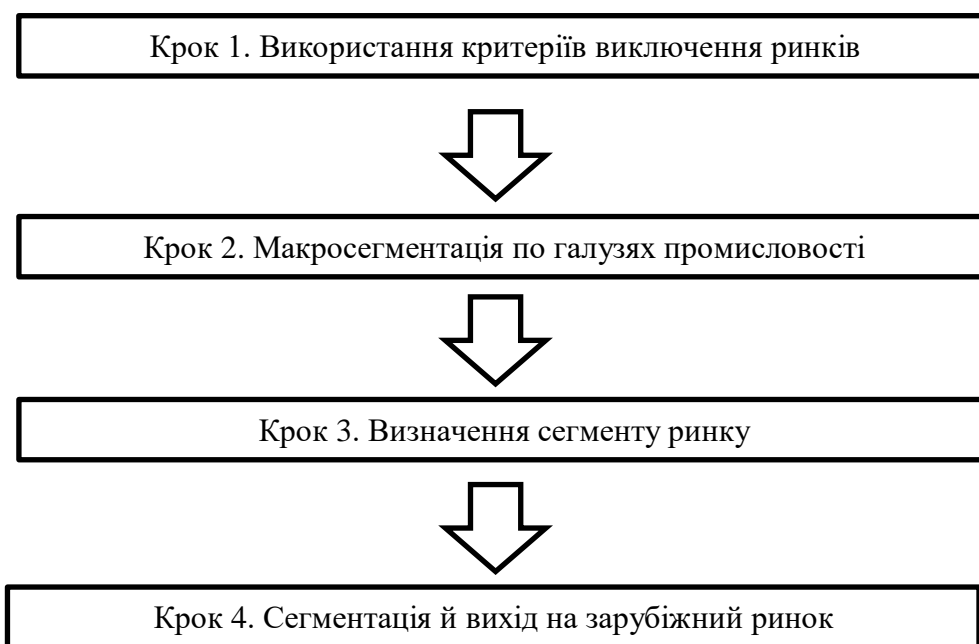 Крок 1. Використання критеріїв виключення ринків
Крок 2. Макросегментація по галузях промисловості
Крок 3. Визначення сегменту ринку
Крок 4. Сегментація й вихід на зарубіжний ринок